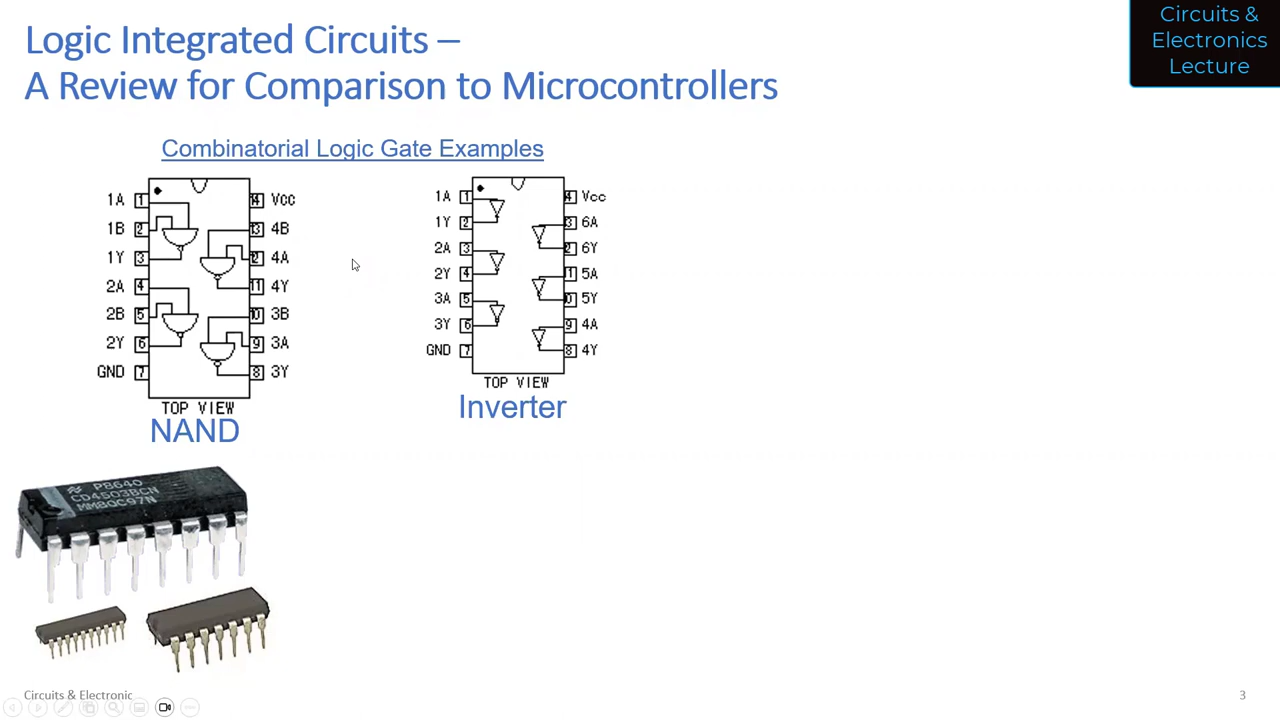 Logic Integrated Circuits –
A Review for Comparison to Microcontrollers
Circuits &
Electronics
Lecture
Combinatorial Logic Gate Examples
1A 1 14 Vcc
1B 2 13 4B
1Y 3 12 4A
2A 4 11 4Y
2B 5 10 3B
2Y 6 9 3A
GND 7 8 3Y
TOP VIEW
NAND
1A 1 14 Vcc
1Y 2 13 6A
2A 3 12 6Y
2Y 4 11 5A
3A 5 10 5Y
3Y 6 9 4A
GND 7 8 4Y
TOP VIEW
Inverter
P8640
CD4503BCN
MM80C97N
Circuits & Electronic
3